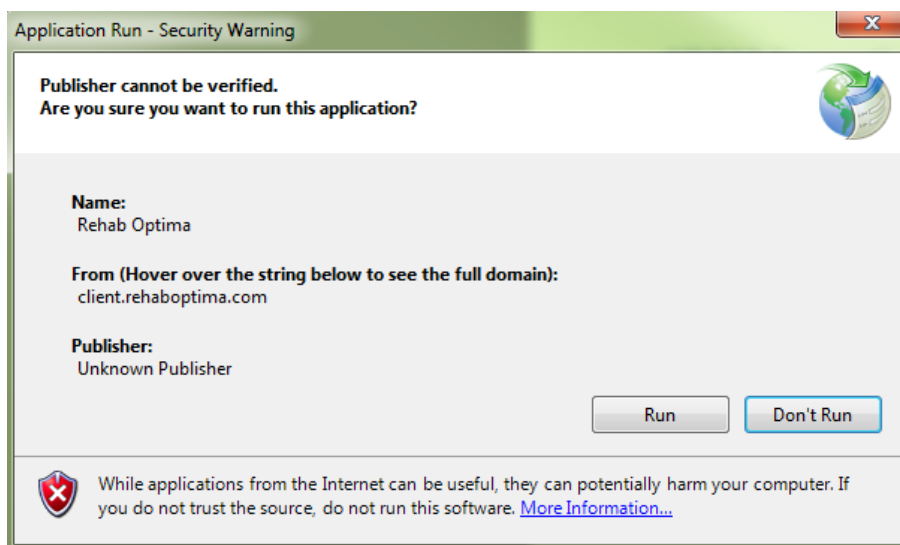 Application Run - Security Warning
Publisher cannot be verified.
Are you sure you want to run this application?
Name:
Rehab Optima
From (Hover over the string below to see the full domain):
client.rehaboptima.com
Publisher:
Unknown Publisher
Run
Don't Run
While applications from the Internet can be useful, they can potentially harm your computer. If
you do not trust the source, do not run this software. More Information...